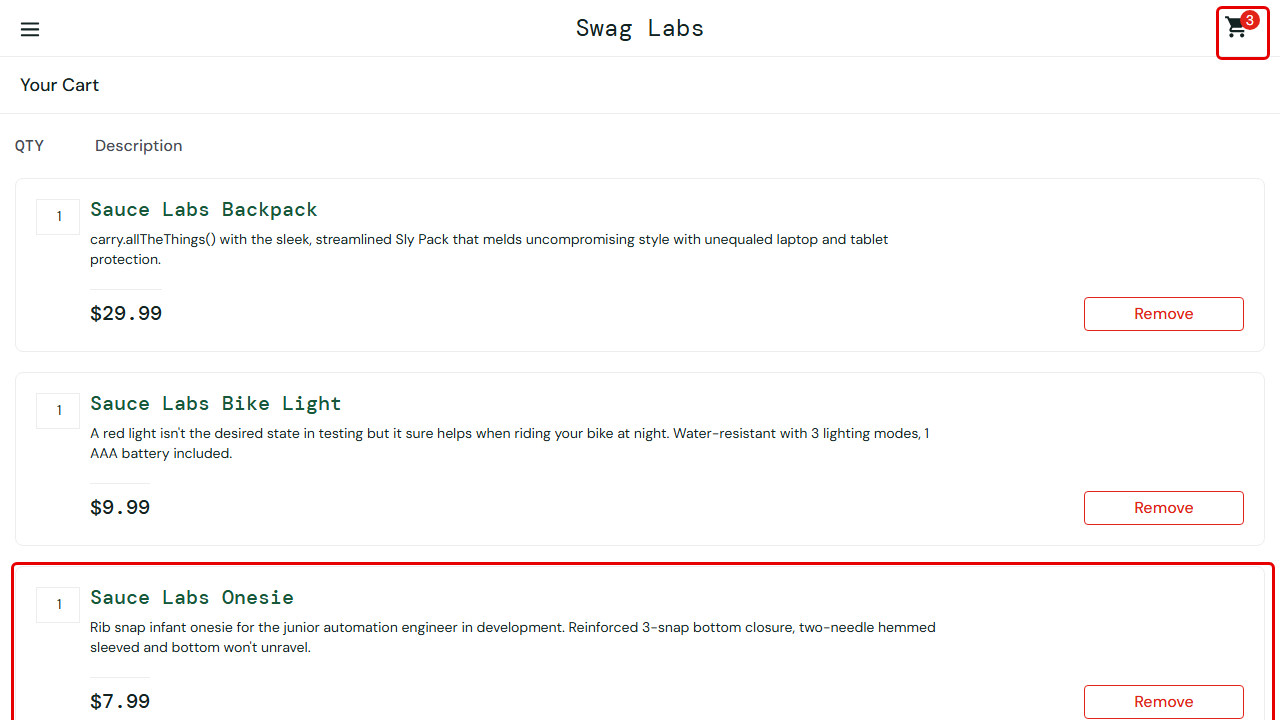 Swag Labs
3
Your Cart
QTY Description
1
Sauce Labs Backpack
carry.allTheThings() with the sleek, streamlined Sly Pack that melds uncompromising style with unequaled laptop and tablet
protection.
$29.99
Remove
1
Sauce Labs Bike Light
A red light isn't the desired state in testing but it sure helps when riding your bike at night. Water-resistant with 3 lighting modes, 1
AAA battery included.
$9.99
Remove
1
Sauce Labs Onesie
Rib snap infant onesie for the junior automation engineer in development. Reinforced 3-snap bottom closure, two-needle hemmed
sleeved and bottom won't unravel.
$7.99
Remove